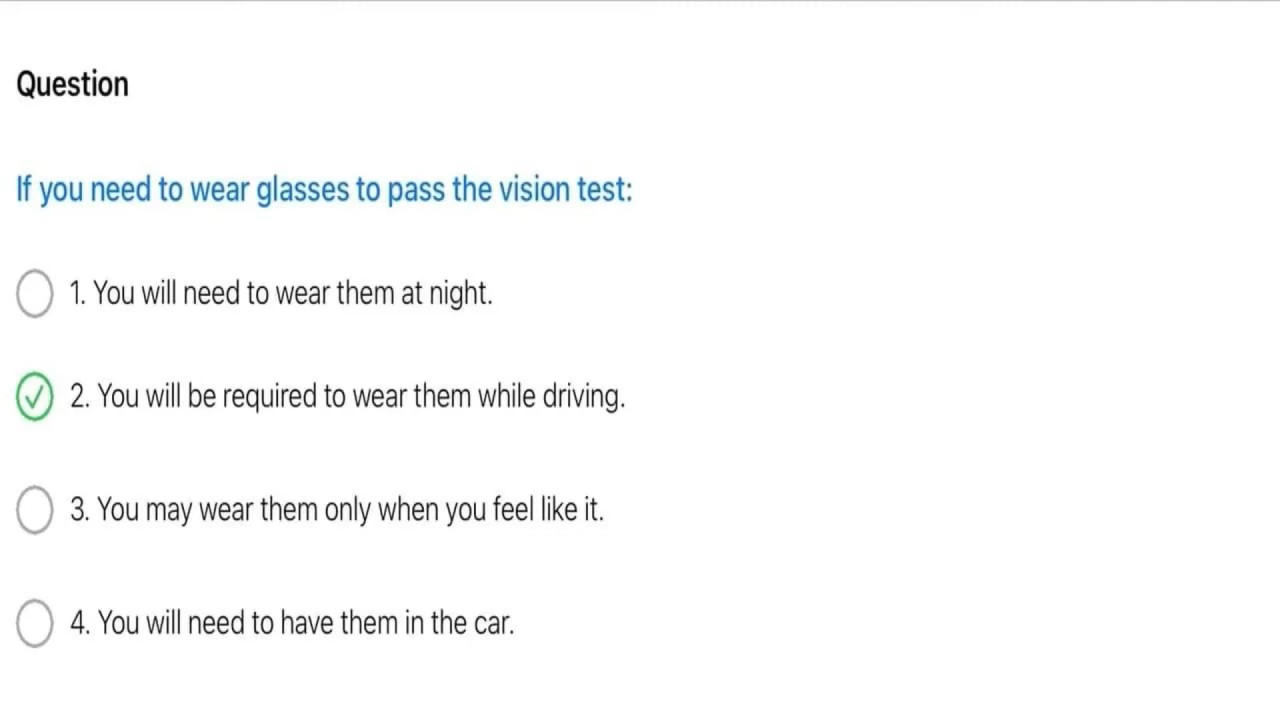 Question
If you need to wear glasses to pass the vision test:
1. You will need to wear them at night.
2. You will be required to wear them while driving.
3. You may wear them only when you feel like it.
4. You will need to have them in the car.